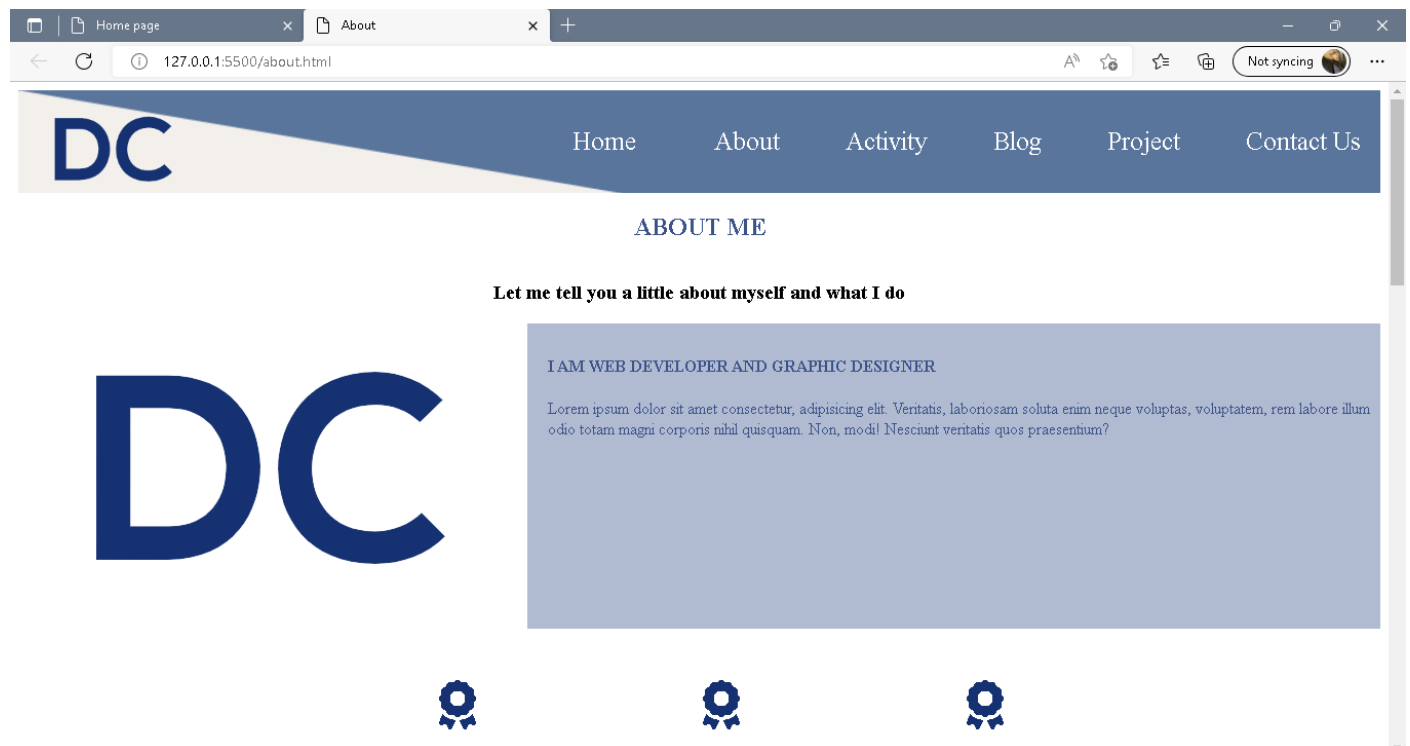 Home page
About
127.0.0.1:5500/about.html
Not syncing
DC
Home About Activity Blog Project Contact Us
ABOUT ME
Let me tell you a little about myself and what I do
DC
I AM WEB DEVELOPER AND GRAPHIC DESIGNER
Lorem ipsum dolor sit amet consectetur, adipisicing elit. Veritatis, laboriosam soluta enim neque voluptas, voluptatem, rem labore illum
odio totam magni corporis nihil quisquam. Non, modi! Nesciunt veritatis quos praesentium?